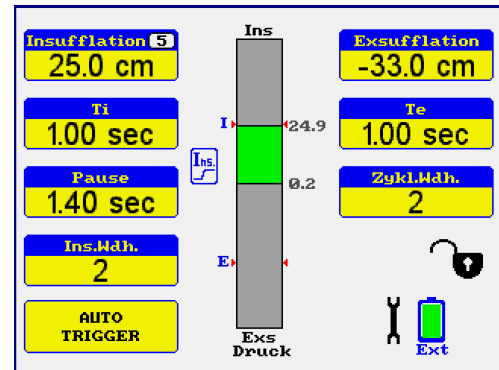 Insufflation 5
25.0 cm
Ti
1.00 sec
Pause
1.40 sec
Ins.Wdh.
2
AUTO
TRIGGER
Ins
I
24.9
Ins.
0.2
E
Exs
Druck
Exsufflation
-33.0 cm
Te
1.00 sec
Zykl.Wdh.
2
Ext